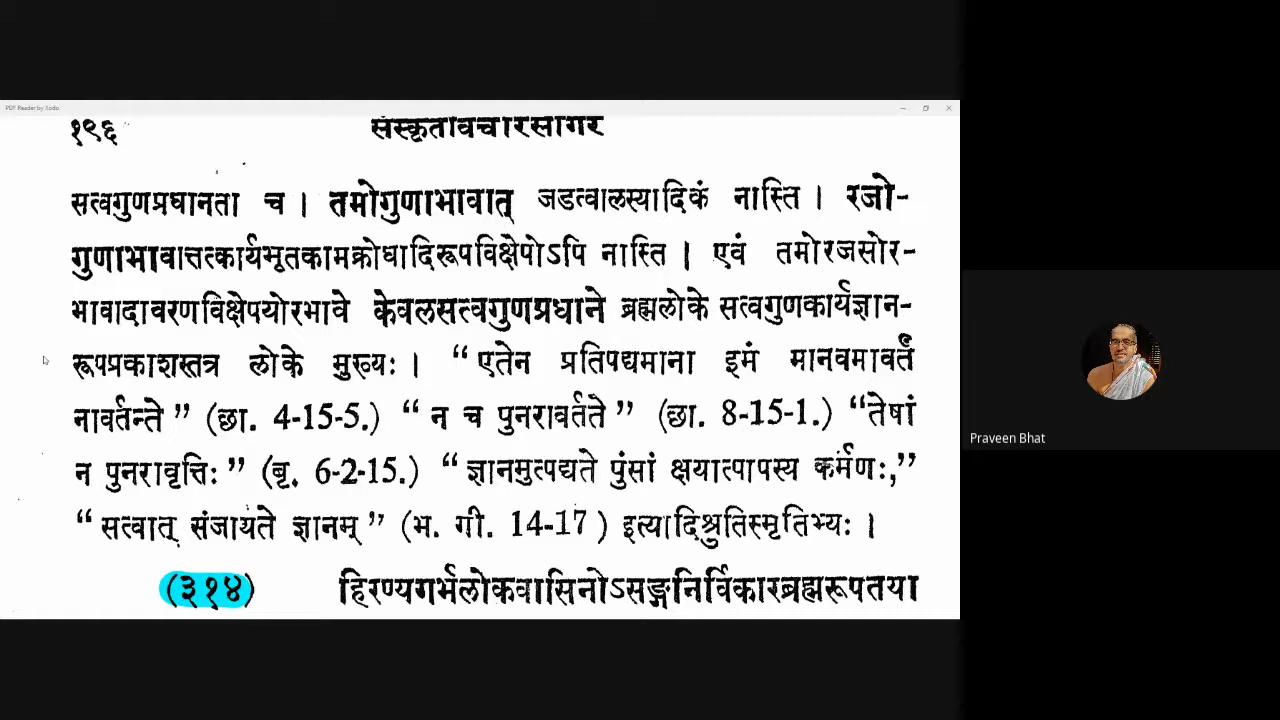 PDF Reader by Xodo
१९६ संस्कृतविचारसागर
सत्वगुणप्रधानता च । तमोगुणाभावात् जडत्वालस्यादिकं नास्ति । रजो-
गुणाभावात्तत्कार्यभूतकामक्रोधादिरूपविक्षेपोऽपि नास्ति । एवं तमोरजसोर-
भावादावरणविक्षेपयोरभावे केवलसत्वगुणप्रधाने ब्रह्मलोके सत्वगुणकार्यज्ञान-
रूपप्रकाशस्तत्र लोके मुख्यः । “एतेन प्रतिपद्यमाना इमं मानवमावर्तं
नावर्तन्ते” (छा. 4-15-5.) “न च पुनरावर्तते” (छा. 8-15-1.) “तेषां
न पुनरावृत्तिः” (बृ. 6-2-15.) “ज्ञानमुत्पद्यते पुंसां क्षयात्पापस्य कर्मणः,”
“सत्वात् संजायते ज्ञानम्” (भ. गी. 14-17) इत्यादिश्रुतिस्मृतिभ्यः ।
(३१४) हिरण्यगर्भलोकवासिनोऽसङ्गनिर्विकारब्रह्मरूपतया
Praveen Bhat